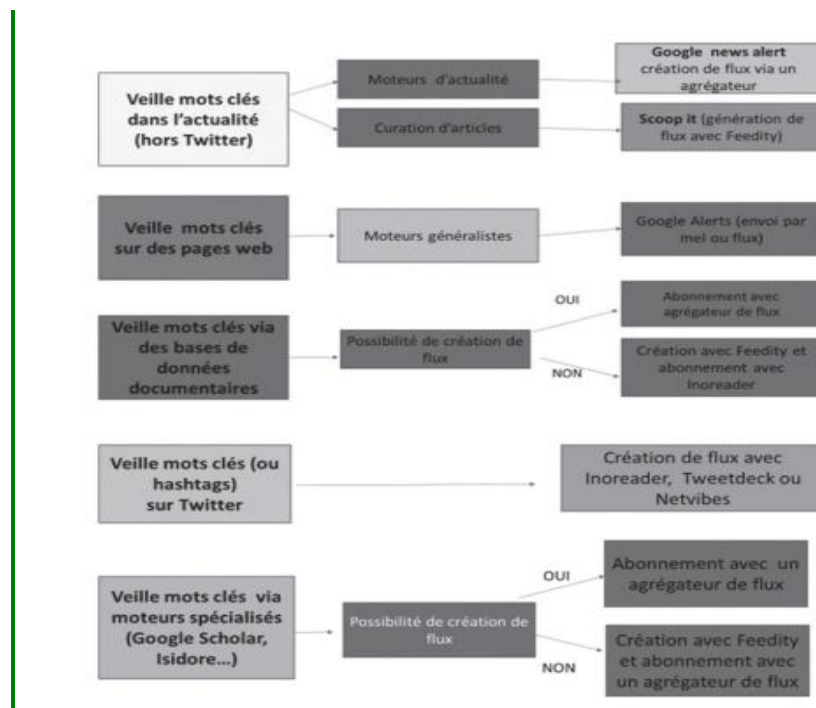 Veille mots clés
dans l'actualité
(hors Twitter)
Moteurs d'actualité
Google news alert
création de flux via un
agrégateur
Curation d'articles
Scoop it (génération de
flux avec Feedity)
Veille mots clés
sur des pages web
Moteurs généralistes
Google Alerts (envoi par
mel ou flux)
Veille mots clés via
des bases de
données
documentaires
Possibilité de création de
flux
OUI
Abonnement avec
agrégateur de flux
NON
Création avec Feedity et
abonnement avec
Inoreader
Veille mots clés (ou
hashtags)
sur Twitter
Création de flux avec
Inoreader, Tweetdeck ou
Netvibes
Veille mots clés via
moteurs spécialisés
(Google Scholar,
Isidore...)
Possibilité de création de
flux
OUI
Abonnement avec un
agrégateur de flux
NON
Création avec Feedity
et abonnement avec
un agrégateur de flux